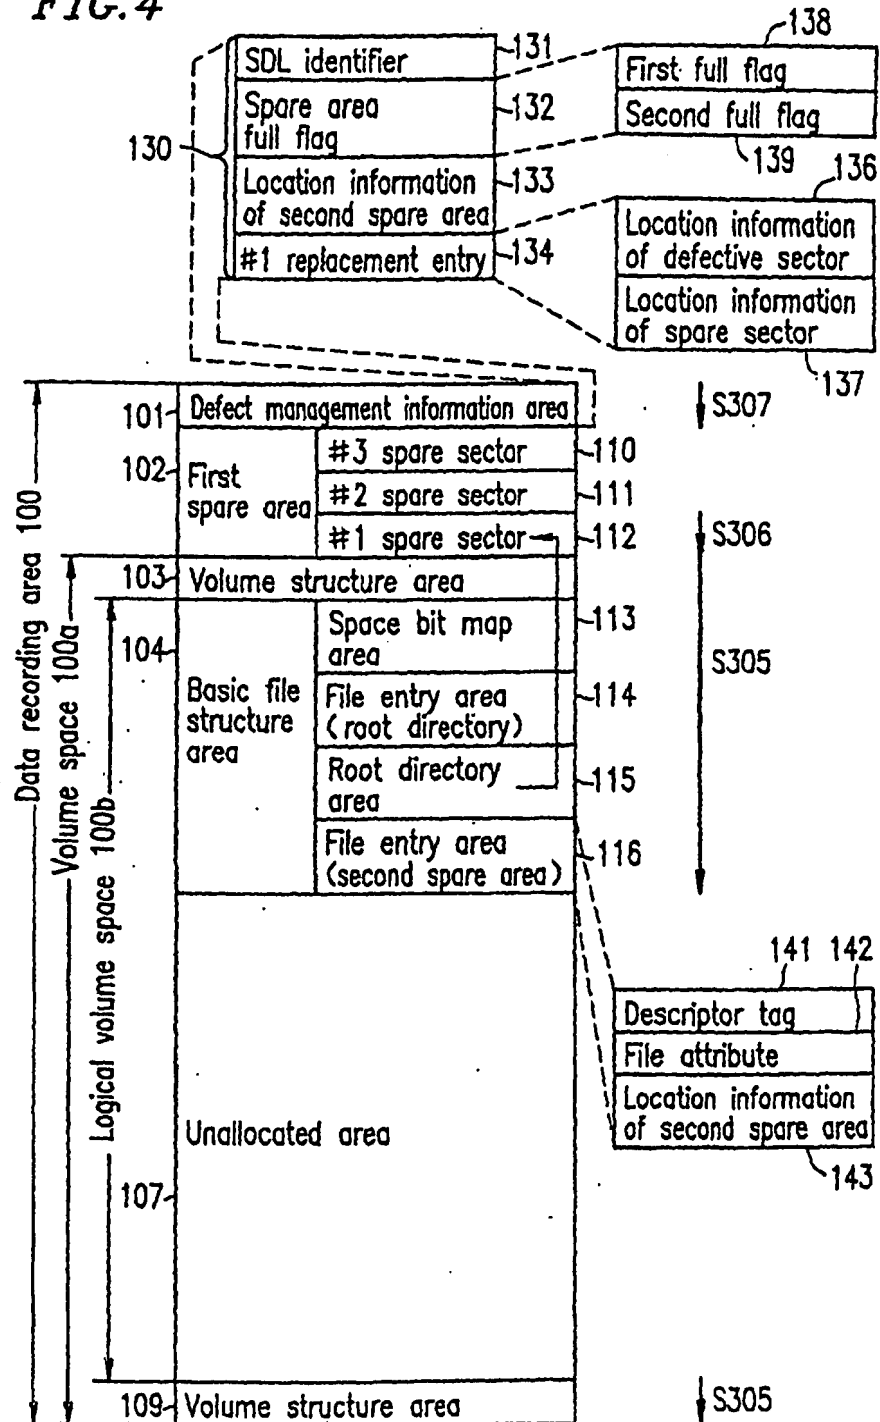 FIG.4
130
SDL identifier
131
Spare area
full flag
132
Location information
of second spare area
133
#1 replacement entry
134
138
First full flag
Second full flag
139
136
Location information
of defective sector
Location information
of spare sector
137
Data recording area 100
Volume space 100a
Logical volume space 100b
101
Defect management information area
S307
102
First
spare area
#3 spare sector
110
#2 spare sector
111
#1 spare sector
112
S306
103
Volume structure area
104
Basic file
structure
area
Space bit map
area
113
File entry area
(root directory)
114
Root directory
area
115
File entry area
(second spare area)
116
S305
141 142
Descriptor tag
File attribute
Location information
of second spare area
143
Unallocated area
107
109
Volume structure area
S305